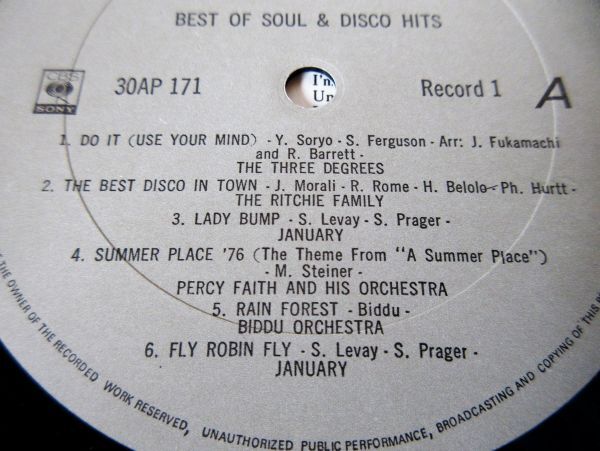 BEST OF SOUL & DISCO HITS
CBS
SONY
30AP 171
I'm
Un
Record 1
A
1. DO IT (USE YOUR MIND) - Y. Soryo - S. Ferguson - Arr: J. Fukamachi
and R. Barrett -
THE THREE DEGREES
2. THE BEST DISCO IN TOWN - J. Morali - R. Rome - H. Belolo - Ph. Hurtt -
THE RITCHIE FAMILY
3. LADY BUMP - S. Levay - S. Prager -
JANUARY
4. SUMMER PLACE '76 (The Theme From "A Summer Place")
- M. Steiner -
PERCY FAITH AND HIS ORCHESTRA
5. RAIN FOREST - Biddu -
BIDDU ORCHESTRA
6. FLY ROBIN FLY - S. Levay - S. Prager -
JANUARY
THE OWNER OF THE RECORDED WORK RESERVED, UNAUTHORIZED PUBLIC PERFORMANCE, BROADCASTING AND COPYING OF THIS